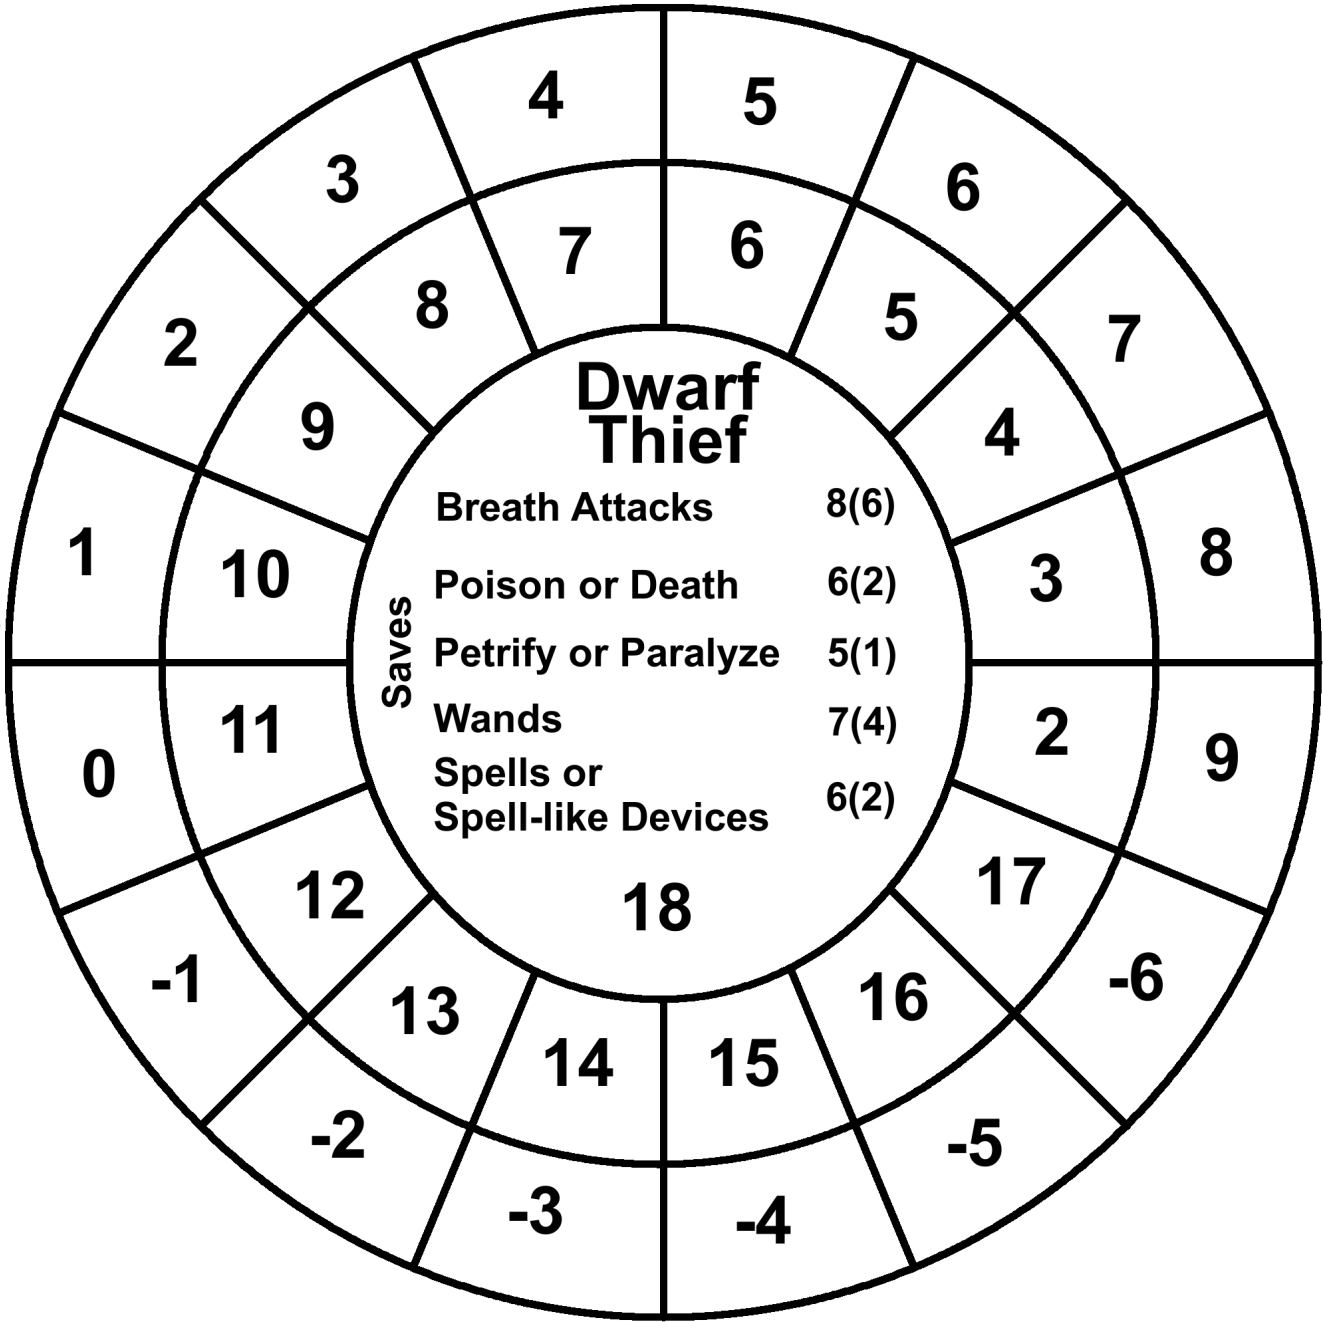 4 5
3 6
7 6
8 5
2 7
9 4
Dwarf
Thief
Breath Attacks 8(6)
1 10 3 8
Poison or Death 6(2)
Saves
Petrify or Paralyze 5(1)
Wands 7(4)
0 11 2 9
Spells or
Spell-like Devices 6(2)
12 17
18
-1 -6
13 16
14 15
-2 -5
-3 -4